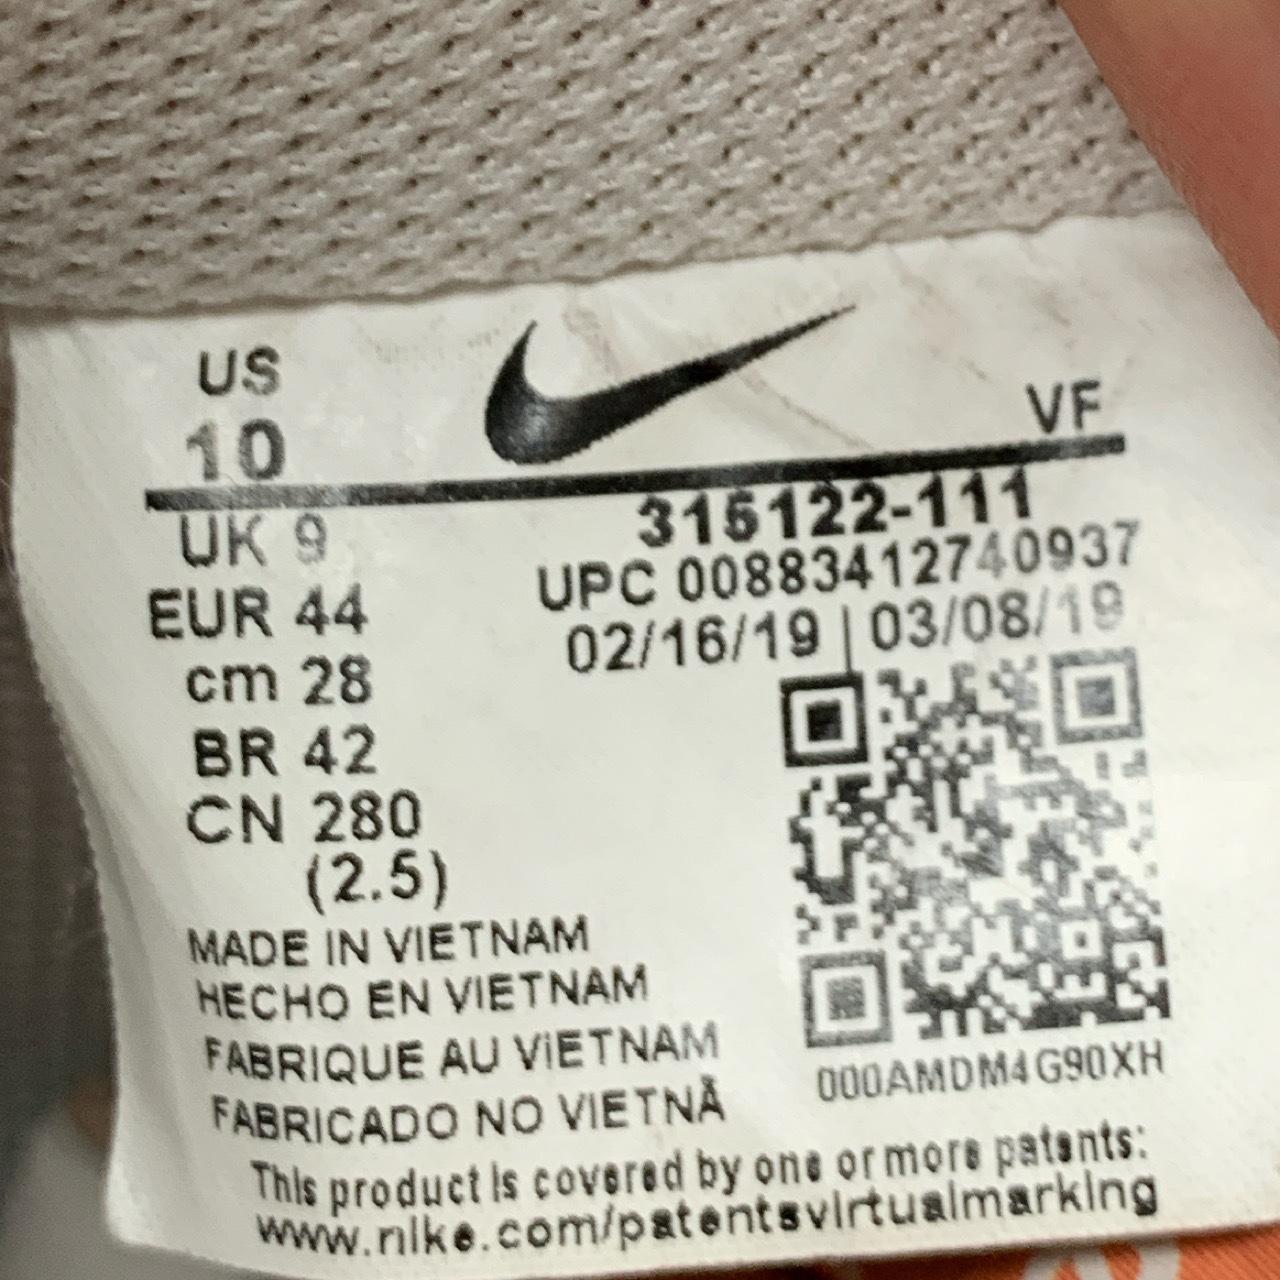 US
10
VF
UK 9
315122-111
EUR 44
UPC 00883412740937
cm 28
02/16/19 | 03/08/19
BR 42
CN 280
(2.5)
MADE IN VIETNAM
HECHO EN VIETNAM
FABRIQUE AU VIETNAM
FABRICADO NO VIETNÃ
000AMDM4G90XH
This product is covered by one or more patents:
www.nike.com/patentsvirtualmarking